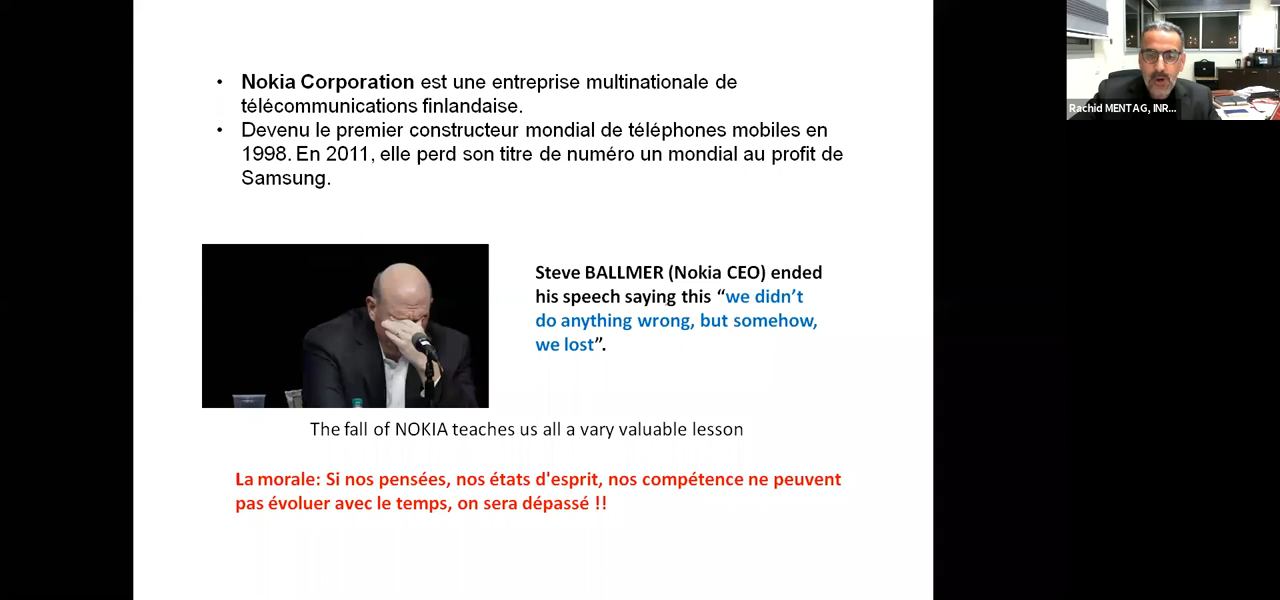 • Nokia Corporation est une entreprise multinationale de
télécommunications finlandaise.
• Devenu le premier constructeur mondial de téléphones mobiles en
1998. En 2011, elle perd son titre de numéro un mondial au profit de
Samsung.
Rachid MENTAG, INR...
Steve BALLMER (Nokia CEO) ended
his speech saying this “we didn’t
do anything wrong, but somehow,
we lost”.
The fall of NOKIA teaches us all a vary valuable lesson
La morale: Si nos pensées, nos états d'esprit, nos compétence ne peuvent
pas évoluer avec le temps, on sera dépassé !!